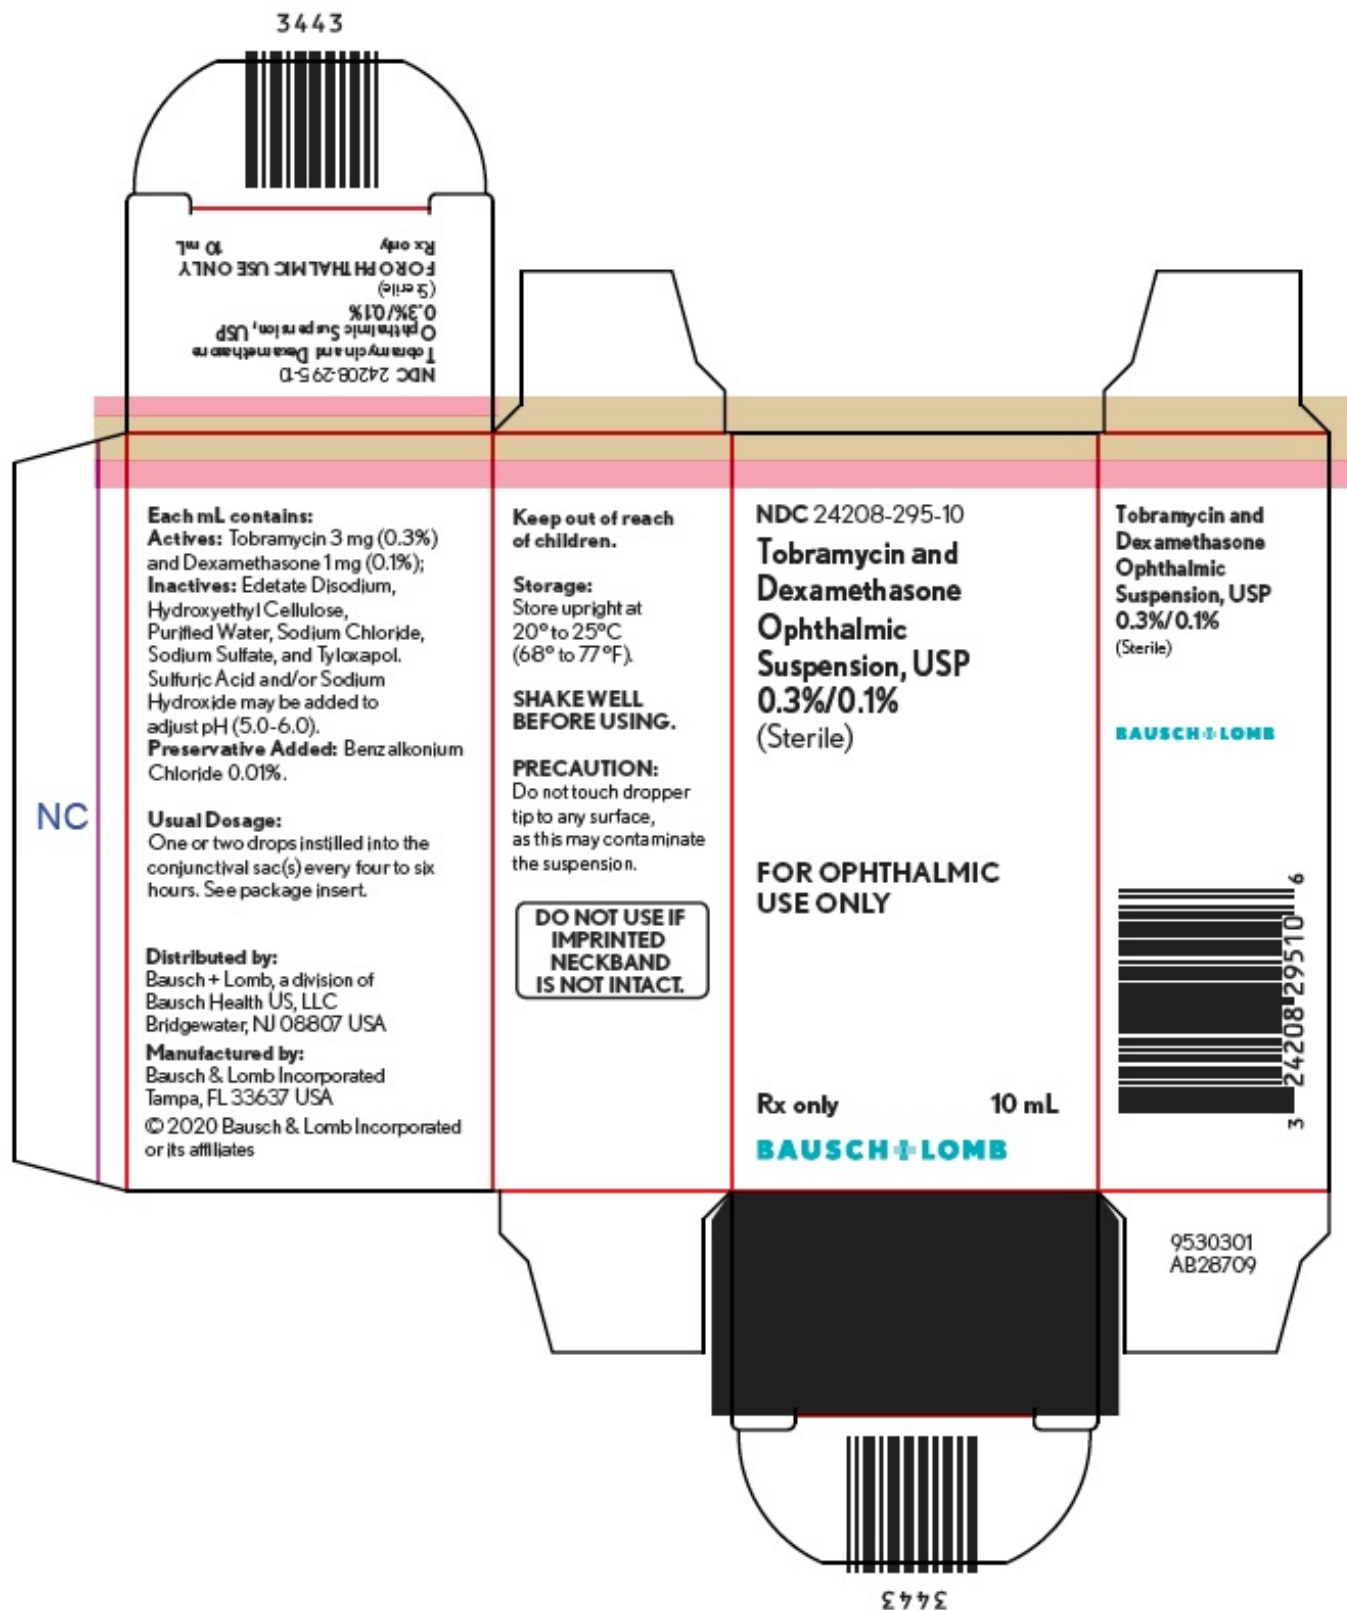 3443
NDC 24208-295-10
Tobramycin and Dexamethasone
Ophthalmic Suspension, USP
0.3%/0.1%
(Sterile)
FOR OPHTHALMIC USE ONLY
Rx only 10 mL
NC
Each mL contains:
Actives: Tobramycin 3 mg (0.3%)
and Dexamethasone 1 mg (0.1%);
Inactives: Edetate Disodium,
Hydroxyethyl Cellulose,
Purified Water, Sodium Chloride,
Sodium Sulfate, and Tyloxapol.
Sulfuric Acid and/or Sodium
Hydroxide may be added to
adjust pH (5.0-6.0).
Preservative Added: Benzalkonium
Chloride 0.01%.
Usual Dosage:
One or two drops instilled into the
conjunctival sac(s) every four to six
hours. See package insert.
Distributed by:
Bausch + Lomb, a division of
Bausch Health US, LLC
Bridgewater, NJ 08807 USA
Manufactured by:
Bausch & Lomb Incorporated
Tampa, FL 33637 USA
© 2020 Bausch & Lomb Incorporated
or its affiliates
Keep out of reach
of children.
Storage:
Store upright at
20° to 25°C
(68° to 77°F).
SHAKE WELL
BEFORE USING.
PRECAUTION:
Do not touch dropper
tip to any surface,
as this may contaminate
the suspension.
DO NOT USE IF
IMPRINTED
NECKBAND
IS NOT INTACT.
NDC 24208-295-10
Tobramycin and
Dexamethasone
Ophthalmic
Suspension, USP
0.3%/0.1%
(Sterile)
FOR OPHTHALMIC
USE ONLY
Rx only 10 mL
BAUSCH + LOMB
Tobramycin and
Dexamethasone
Ophthalmic
Suspension, USP
0.3%/0.1%
(Sterile)
BAUSCH + LOMB
3 24208 29510 6
9530301
AB28709
3443